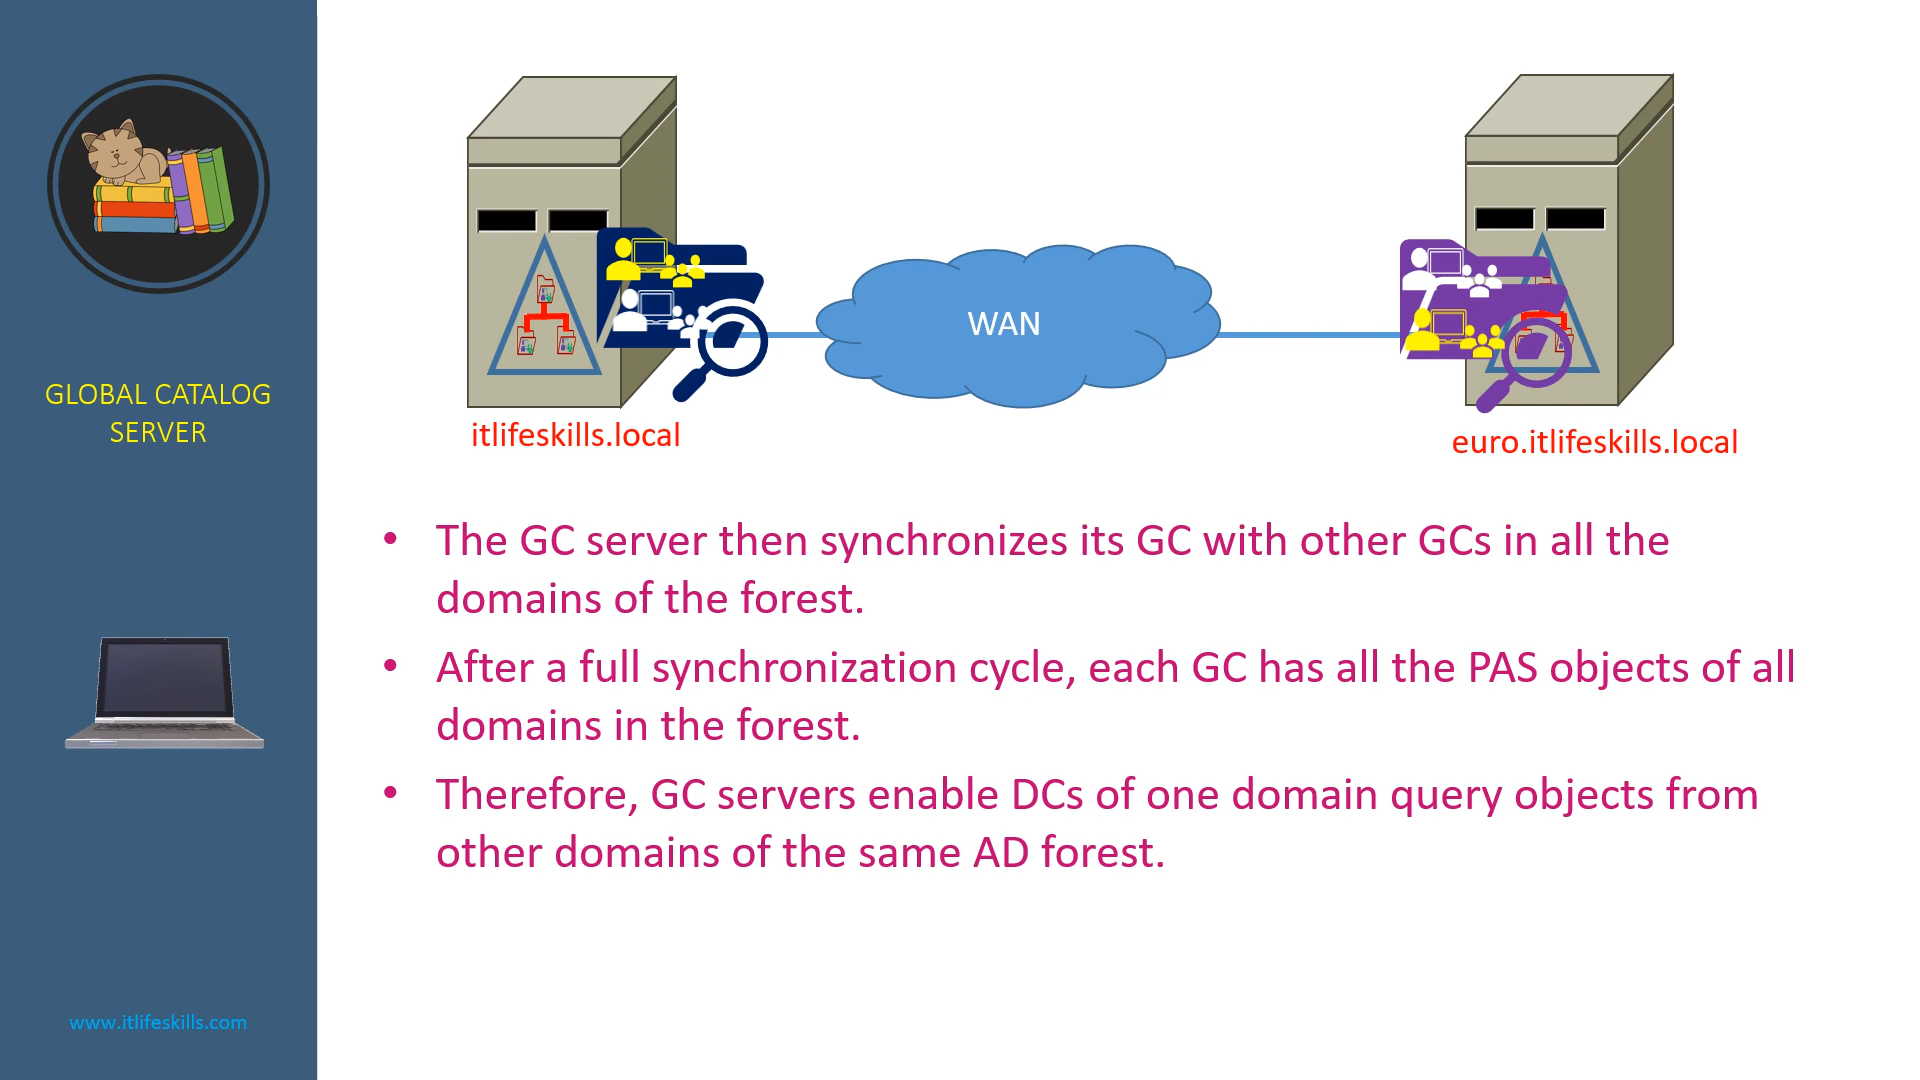 GLOBAL CATALOG
SERVER
www.itlifeskills.com
WAN
itlifeskills.local
euro.itlifeskills.local
• The GC server then synchronizes its GC with other GCs in all the
domains of the forest.
• After a full synchronization cycle, each GC has all the PAS objects of all
domains in the forest.
• Therefore, GC servers enable DCs of one domain query objects from
other domains of the same AD forest.